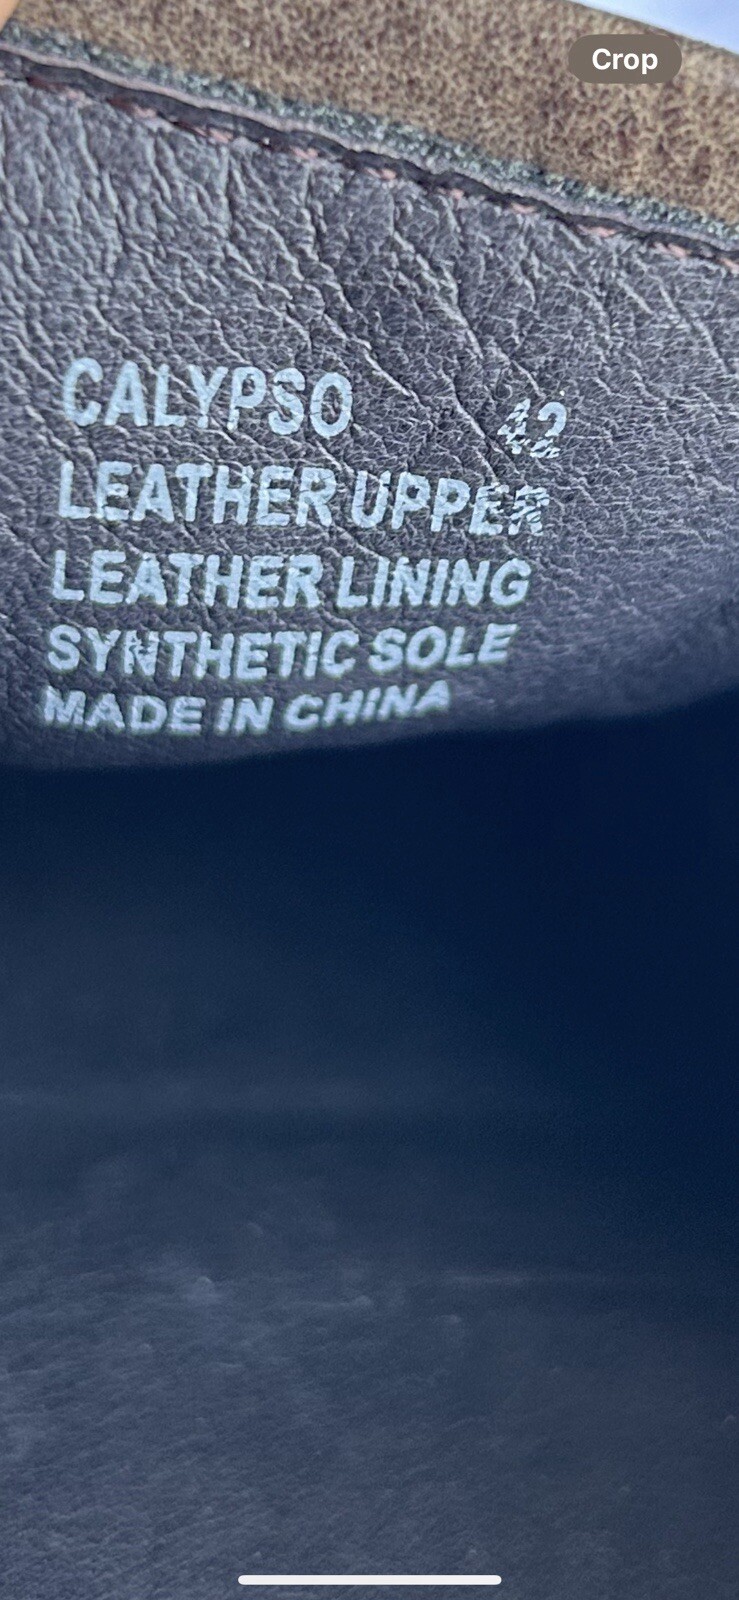 Crop
CALYPSO 42
LEATHER UPPER
LEATHER LINING
SYNTHETIC SOLE
MADE IN CHINA